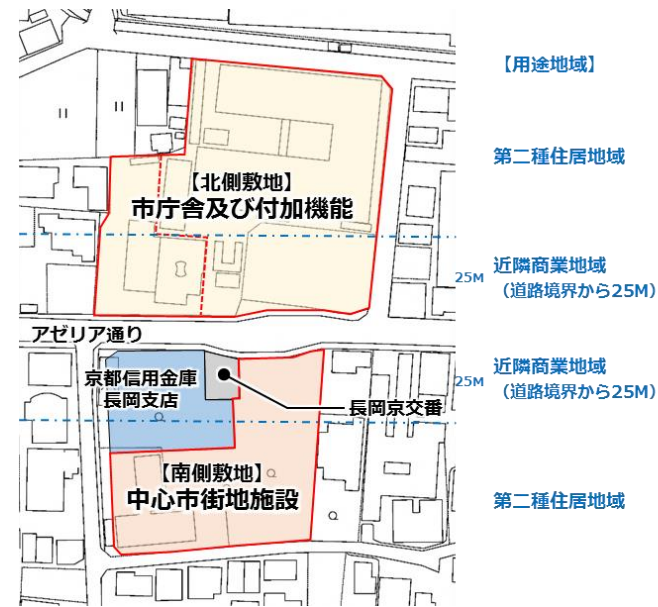 【用途地域】
第二種住居地域
【北側敷地】
市庁舎及び付加機能
近隣商業地域
25M
（道路境界から25M）
アゼリア通り
京都信用金庫
長岡支店
近隣商業地域
25M
（道路境界から25M）
長岡京交番
【南側敷地】
中心市街地施設
第二種住居地域